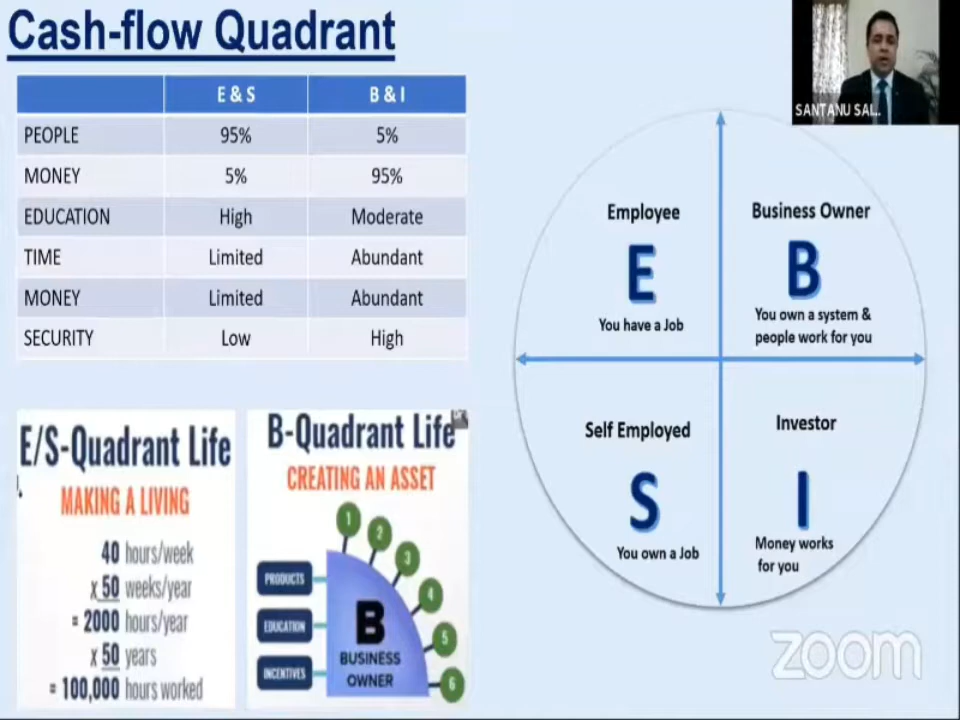 Cash-flow Quadrant
SANTANU SAL..
E & S B & I
PEOPLE 95% 5%
MONEY 5% 95%
EDUCATION High Moderate
TIME Limited Abundant
MONEY Limited Abundant
SECURITY Low High
Employee
E
You have a Job
Business Owner
B
You own a system &
people work for you
Self Employed
S
You own a Job
Investor
I
Money works
for you
E/S-Quadrant Life
MAKING A LIVING
40 hours/week
x 50 weeks/year
= 2000 hours/year
x 50 years
= 100,000 hours worked
B-Quadrant Life
CREATING AN ASSET
1
2
3
4
5
6
PRODUCTS
EDUCATION
INCENTIVES
B
BUSINESS
OWNER
zoom